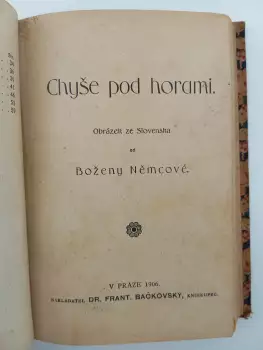 Chyše pod horami.
Obrázek ze Slovenska
od
Boženy Němcové.
V PRAZE 1906.
NAKLADATEL DR. FRANT. BAČKOVSKÝ, KNIHKUPEC.